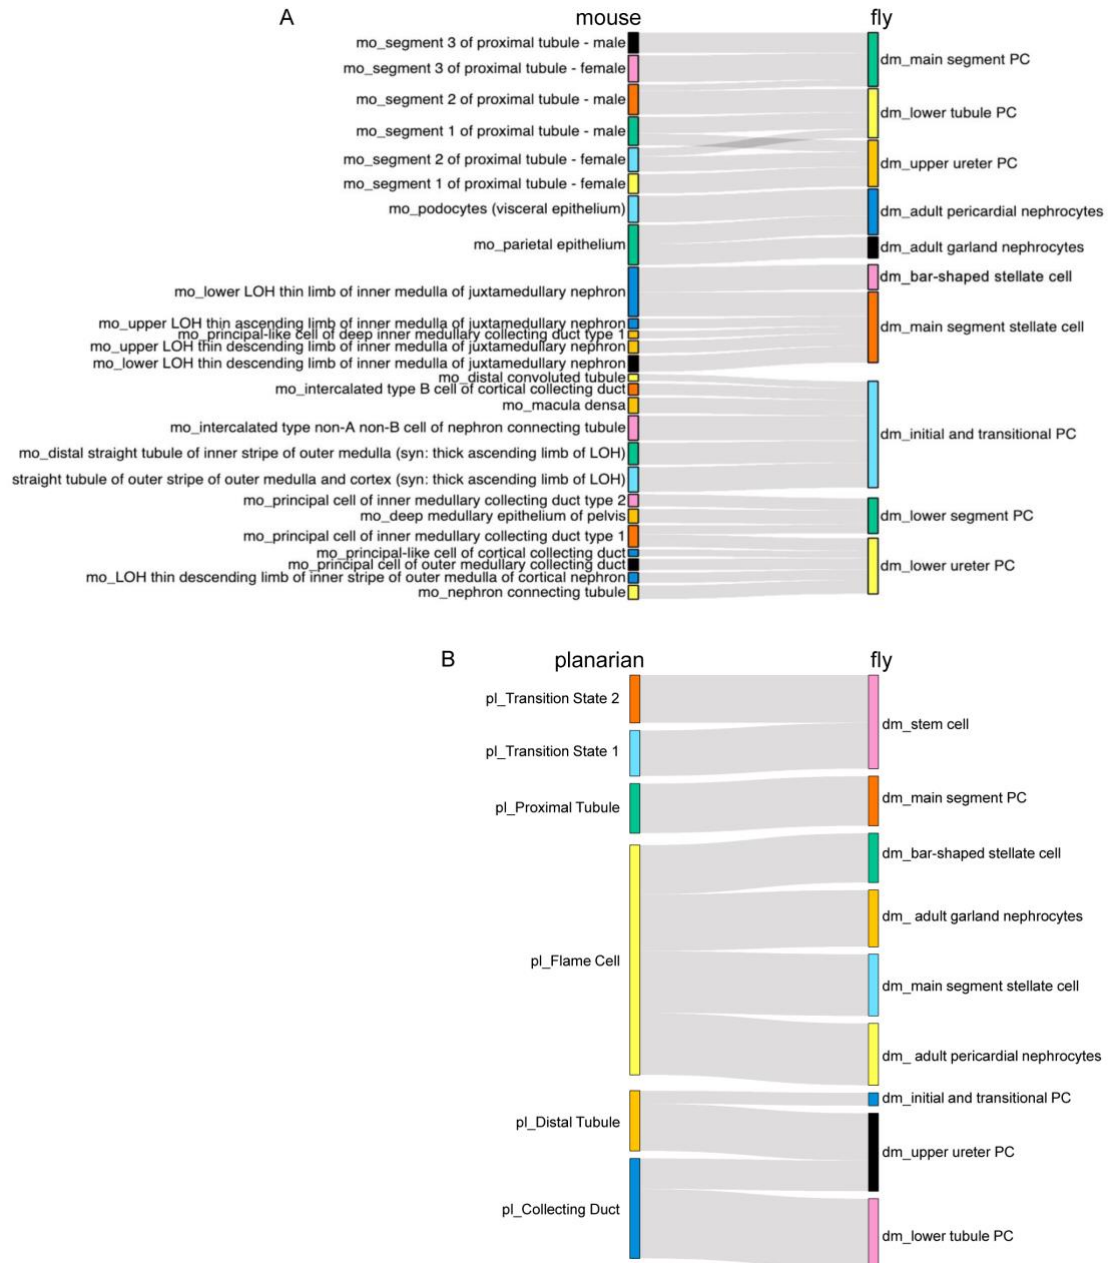 A
mouse
fly
mo_segment 3 of proximal tubule - male
mo_segment 3 of proximal tubule - female
mo_segment 2 of proximal tubule - male
mo_segment 1 of proximal tubule - male
mo_segment 2 of proximal tubule - female
mo_segment 1 of proximal tubule - female
mo_podocytes (visceral epithelium)
mo_parietal epithelium
mo_lower LOH thin limb of inner medulla of juxtamedullary nephron
mo_upper LOH thin ascending limb of inner medulla of juxtamedullary nephron
mo_principal-like cell of deep inner medullary collecting duct type 1
mo_upper LOH thin descending limb of inner medulla of juxtamedullary nephron
mo_lower LOH thin descending limb of inner medulla of juxtamedullary nephron
mo_distal convoluted tubule
mo_intercalated type B cell of cortical collecting duct
mo_macula densa
mo_intercalated type non-A non-B cell of nephron connecting tubule
mo_distal straight tubule of inner stripe of outer medulla (syn: thick ascending limb of LOH)
straight tubule of outer stripe of outer medulla and cortex (syn: thick ascending limb of LOH)
mo_principal cell of inner medullary collecting duct type 2
mo_deep medullary epithelium of pelvis
mo_principal cell of inner medullary collecting duct type 1
mo_principal-like cell of cortical collecting duct
mo_principal cell of outer medullary collecting duct
mo_LOH thin descending limb of inner stripe of outer medulla of cortical nephron
mo_nephron connecting tubule
dm_main segment PC
dm_lower tubule PC
dm_upper ureter PC
dm_adult pericardial nephrocytes
dm_adult garland nephrocytes
dm_bar-shaped stellate cell
dm_main segment stellate cell
dm_initial and transitional PC
dm_lower segment PC
dm_lower ureter PC
B
planarian
fly
pl_Transition State 2
pl_Transition State 1
pl_Proximal Tubule
pl_Flame Cell
pl_Distal Tubule
pl_Collecting Duct
dm_stem cell
dm_main segment PC
dm_bar-shaped stellate cell
dm_ adult garland nephrocytes
dm_main segment stellate cell
dm_ adult pericardial nephrocytes
dm_initial and transitional PC
dm_upper ureter PC
dm_lower tubule PC